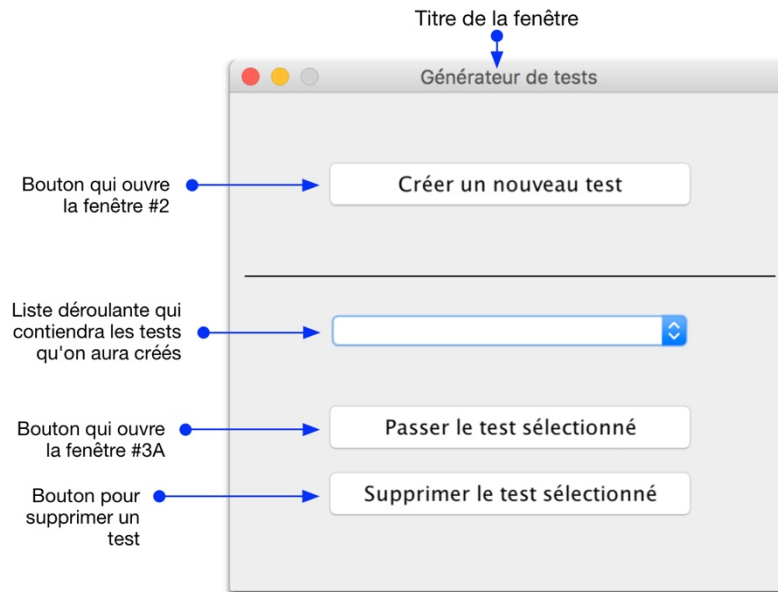 Titre de la fenêtre
Générateur de tests
Bouton qui ouvre
la fenêtre #2
Créer un nouveau test
Liste déroulante qui
contiendra les tests
qu'on aura créés
Bouton qui ouvre
la fenêtre #3A
Passer le test sélectionné
Bouton pour
supprimer un
test
Supprimer le test sélectionné